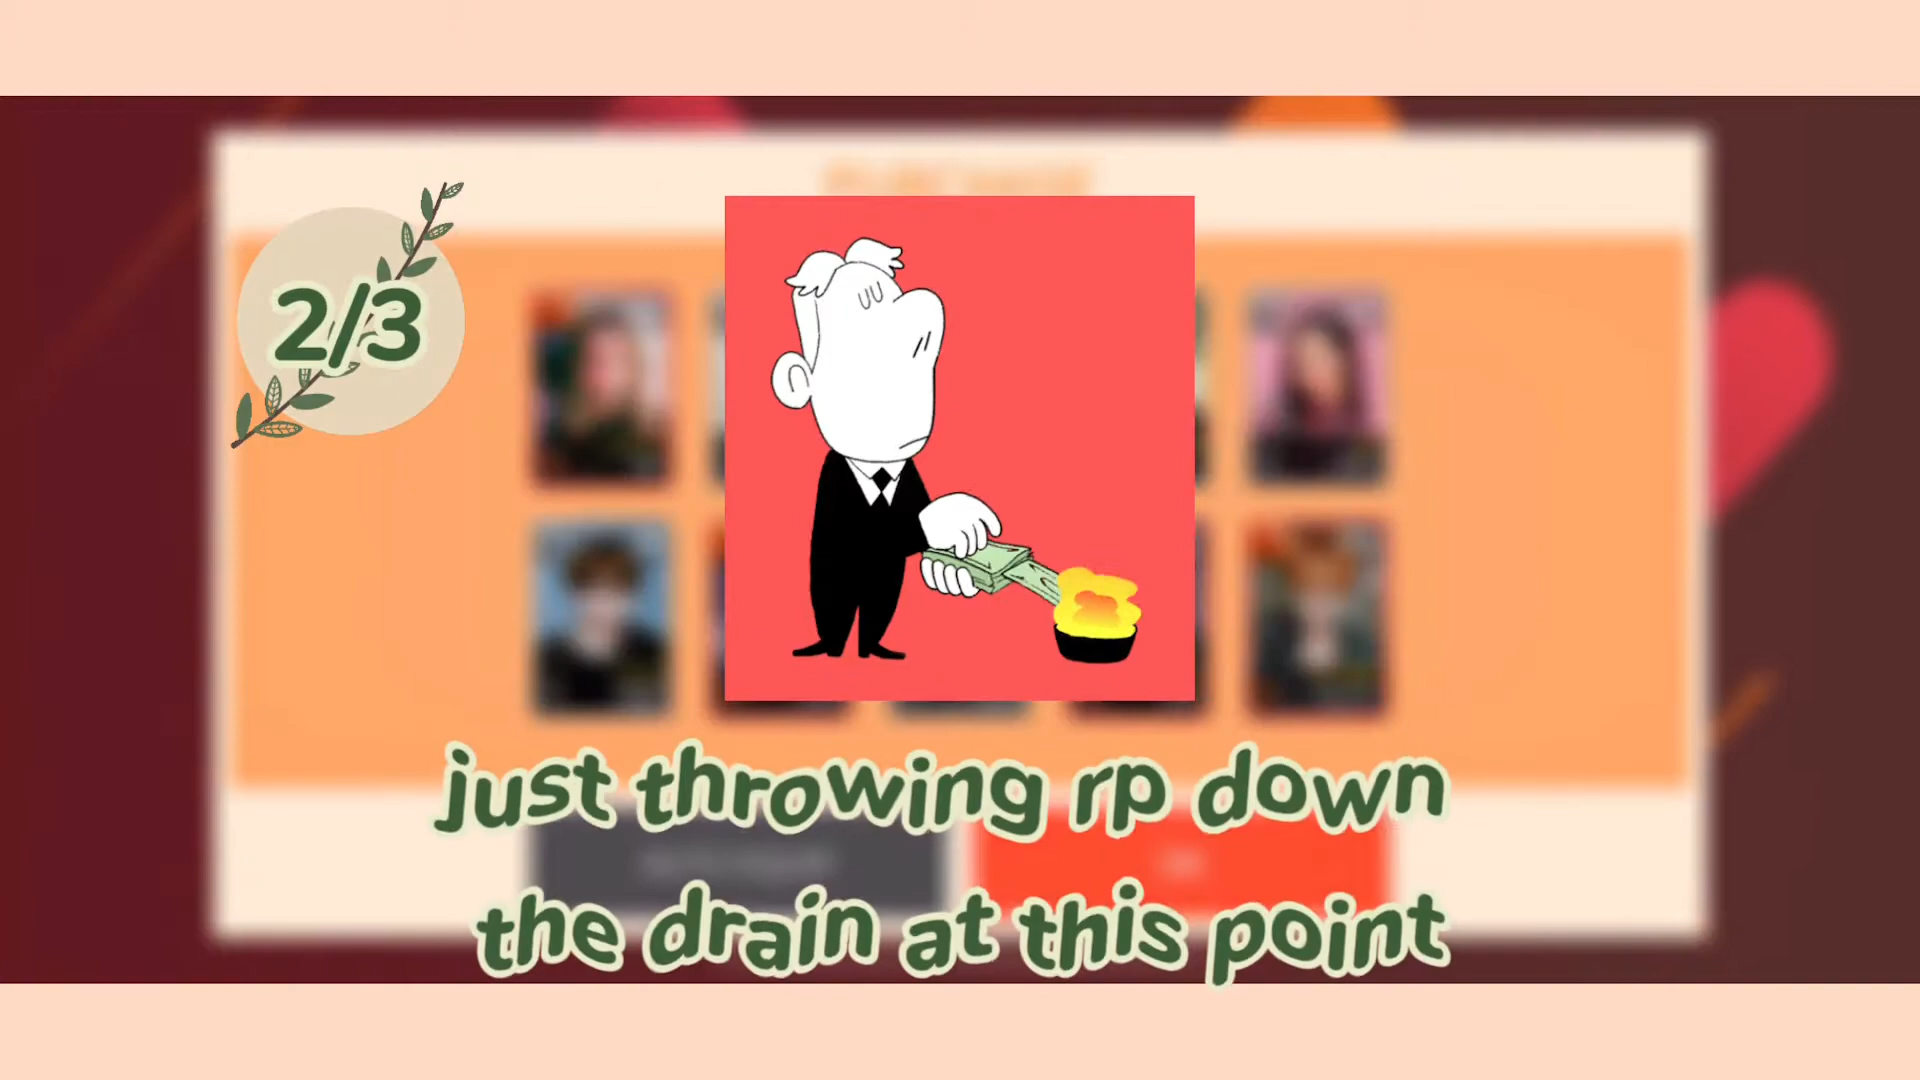 2/3
just throwing rp down
the drain at this point